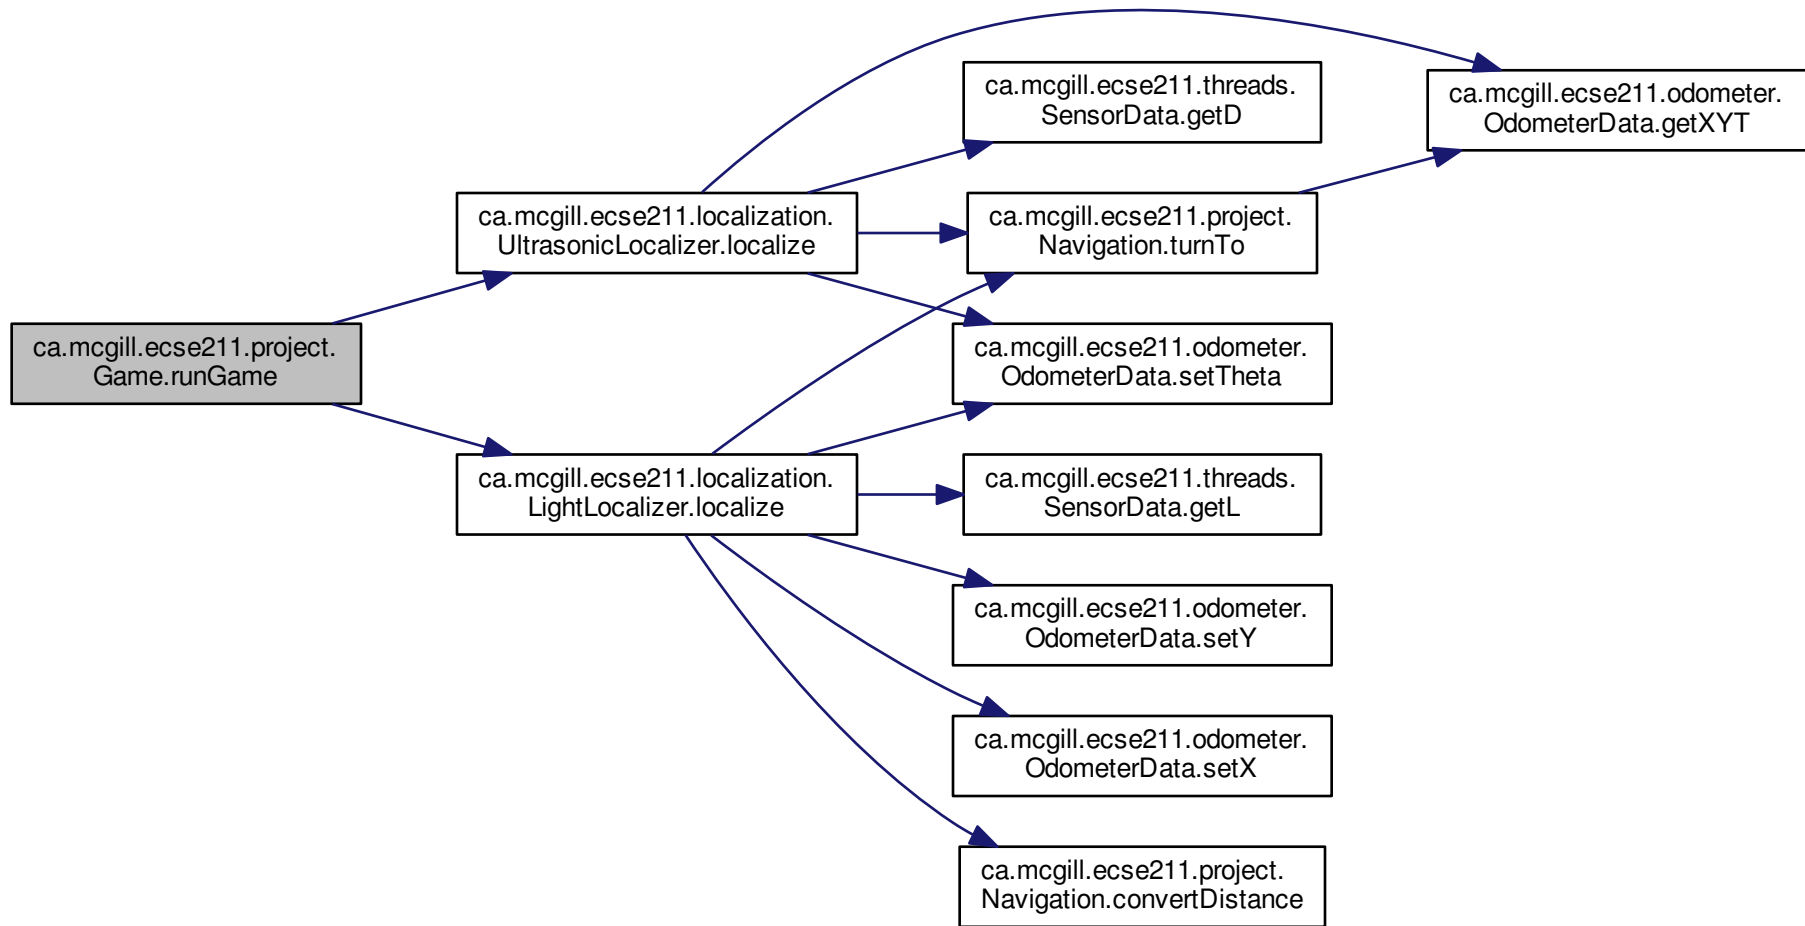 ca.mcgill.ecse211.project.
Game.runGame
ca.mcgill.ecse211.localization.
UltrasonicLocalizer.localize
ca.mcgill.ecse211.localization.
LightLocalizer.localize
ca.mcgill.ecse211.threads.
SensorData.getD
ca.mcgill.ecse211.project.
Navigation.turnTo
ca.mcgill.ecse211.odometer.
OdometerData.setTheta
ca.mcgill.ecse211.threads.
SensorData.getL
ca.mcgill.ecse211.odometer.
OdometerData.setY
ca.mcgill.ecse211.odometer.
OdometerData.setX
ca.mcgill.ecse211.project.
Navigation.convertDistance
ca.mcgill.ecse211.odometer.
OdometerData.getXYT